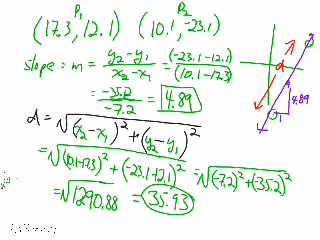 P₁ P₂
(17.3, 12.1) (10.1, -23.1)
slope = m = (y₂ - y₁)/(x₂ - x₁) = (-23.1 - 12.1)/(10.1 - 17.3)
= -35.2/-7.2 = 4.89
d = √((x₂ - x₁)² + (y₂ - y₁)²)
= √((10.1 - 17.3)² + (-23.1 - 12.1)²) = √((-7.2)² + (35.2)²)
= √1290.88 = 35.93
d
4.89
1